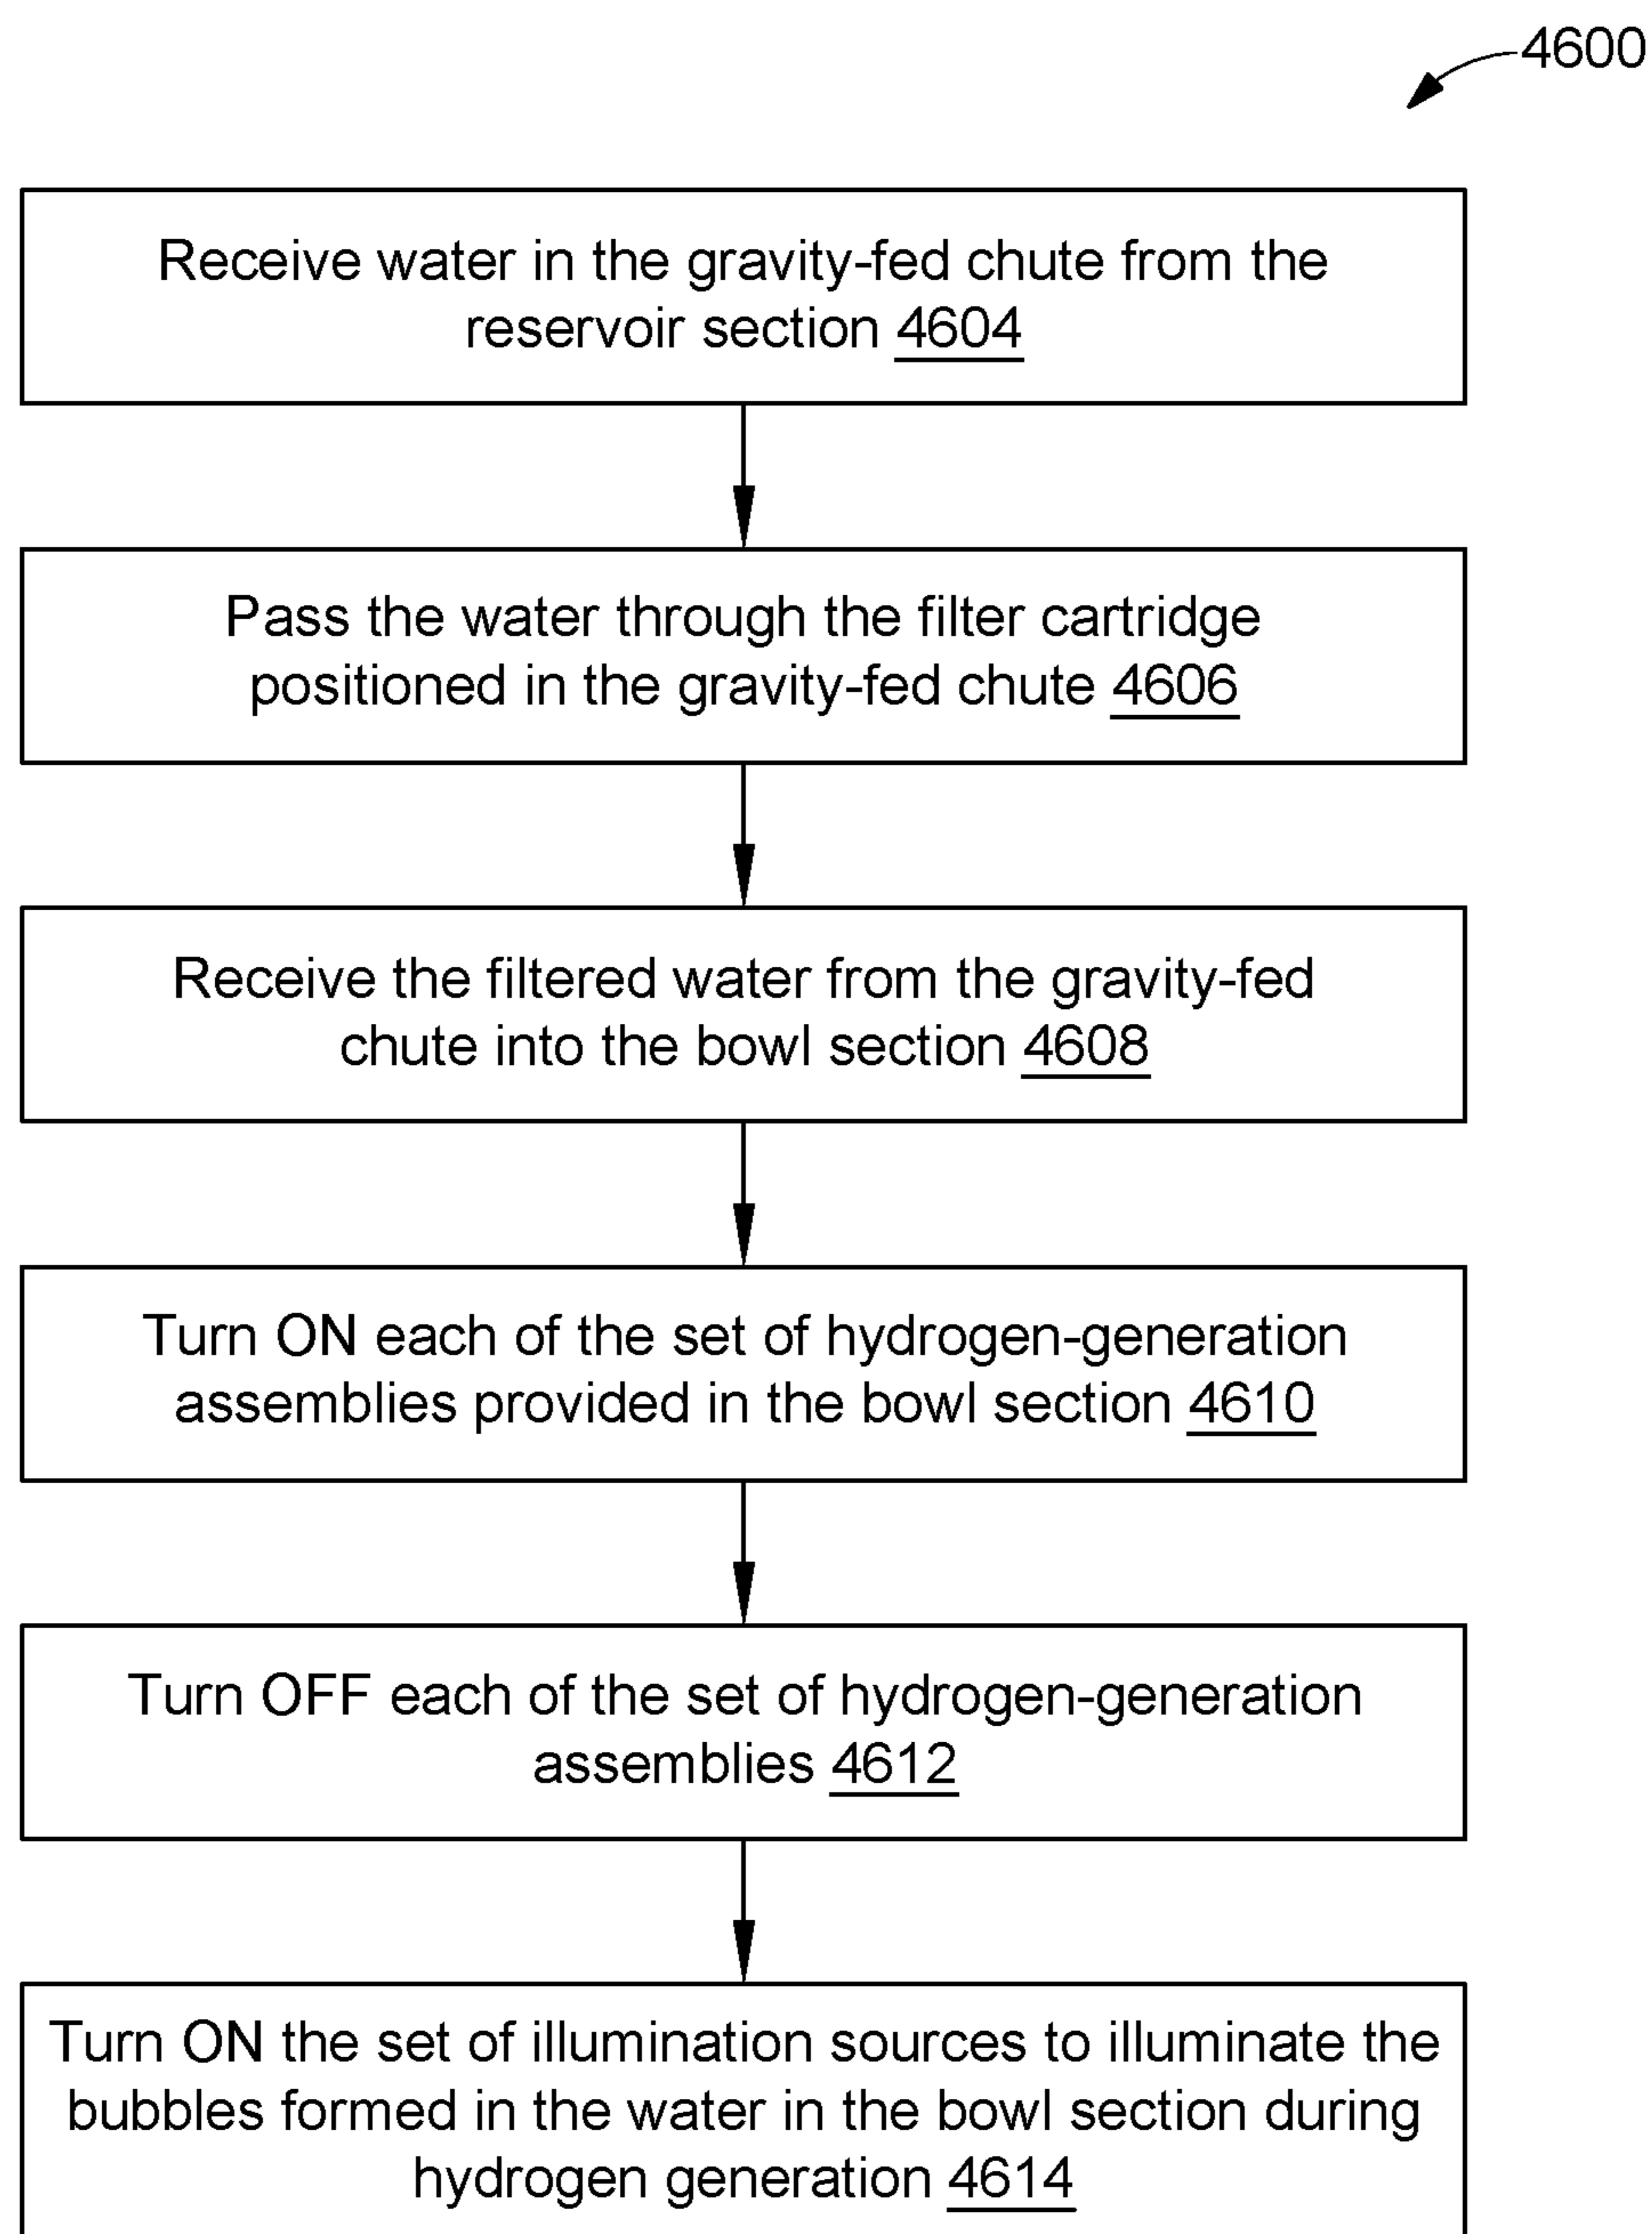 4600
Receive water in the gravity-fed chute from the
reservoir section 4604
Pass the water through the filter cartridge
positioned in the gravity-fed chute 4606
Receive the filtered water from the gravity-fed
chute into the bowl section 4608
Turn ON each of the set of hydrogen-generation
assemblies provided in the bowl section 4610
Turn OFF each of the set of hydrogen-generation
assemblies 4612
Turn ON the set of illumination sources to illuminate the
bubbles formed in the water in the bowl section during
hydrogen generation 4614